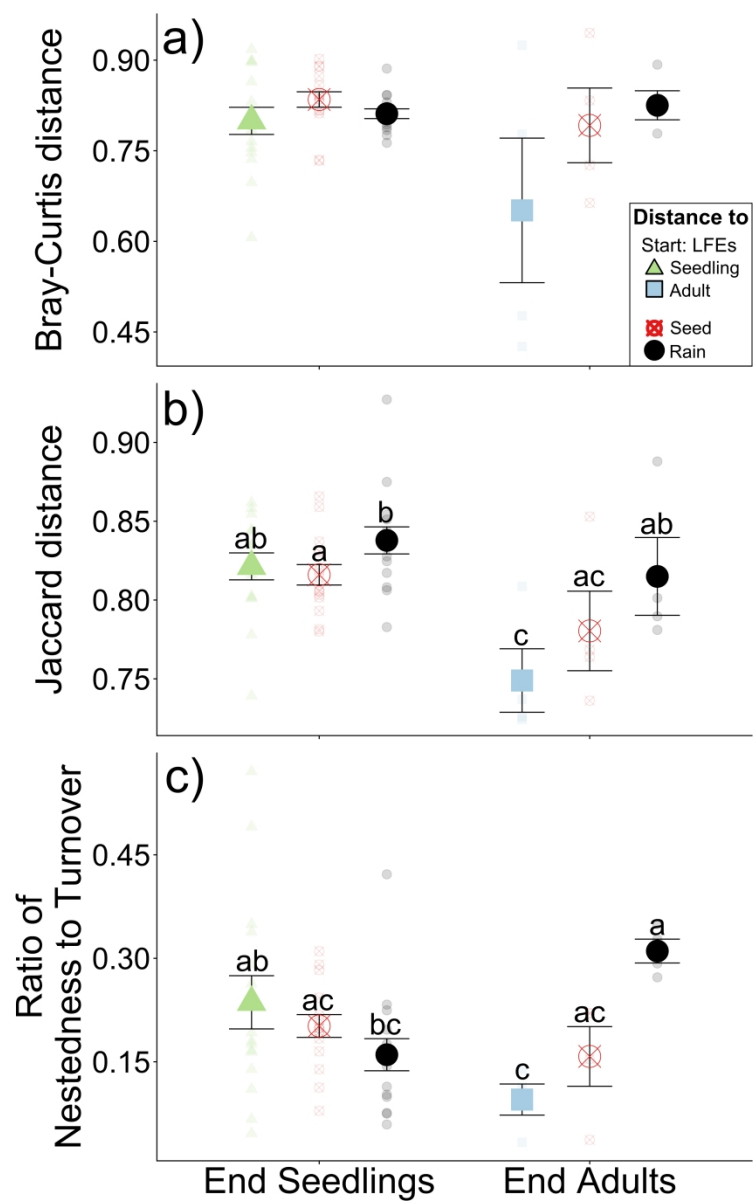 a)
Bray-Curtis distance
0.90
0.75
0.60
0.45
Distance to
Start: LFEs
Seedling
Adult
Seed
Rain
b)
Jaccard distance
0.90
0.85
0.80
0.75
ab
a
b
c
ac
ab
c)
Ratio of
Nestedness to Turnover
0.45
0.30
0.15
ab
ac
bc
c
ac
a
End Seedlings
End Adults